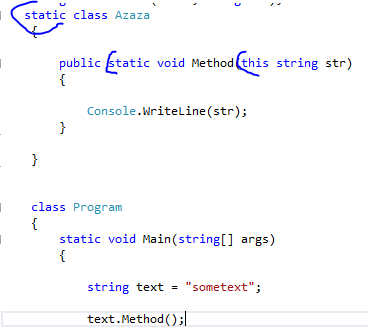 static class Azaza
{
public static void Method(this string str)
{
Console.WriteLine(str);
}
}
class Program
{
static void Main(string[] args)
{
string text = "sometext";
text.Method();